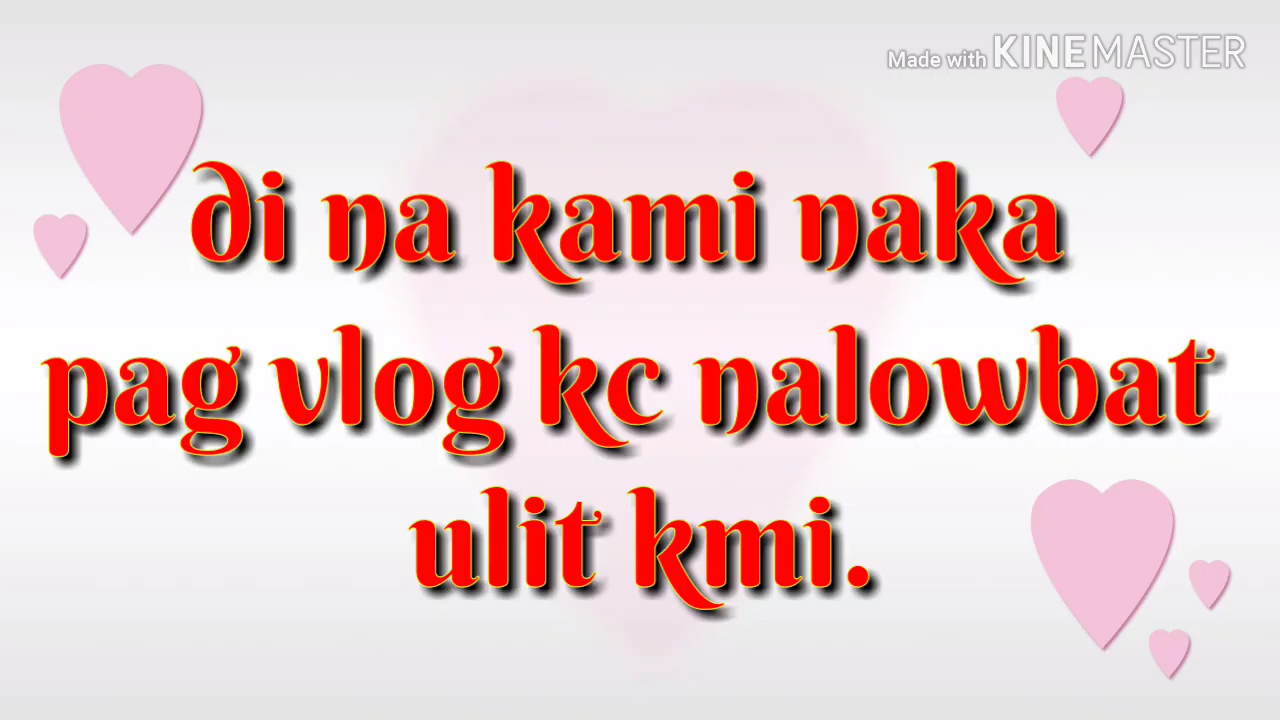 Made with KINEMASTER
di na kami naka
pag vlog kc nalowbat
ulit kmi.